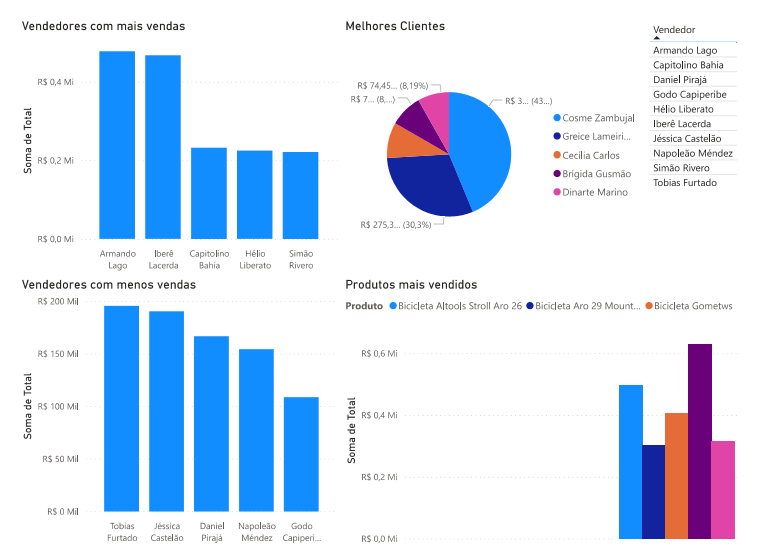 Vendedores com mais vendas
Soma de Total
R$ 0,4 Mi
R$ 0,2 Mi
R$ 0,0 Mi
Armando Lago
Iberê Lacerda
Capitolino Bahía
Hélio Liberato
Simão Rivero
Melhores Clientes
R$ 74,45... (8,19%)
R$ 7... (8,...)
R$ 3... (43...)
R$ 275,3... (30,3%)
Cosme Zambujal
Greice Lameiri...
Cecília Carlos
Brígida Gusmão
Dinarte Marino
Vendedor
Armando Lago
Capitolino Bahía
Daniel Pirajá
Godo Capiperibe
Hélio Liberato
Iberê Lacerda
Jéssica Castelão
Napoleão Méndez
Simão Rivero
Tobias Furtado
Vendedores com menos vendas
Soma de Total
R$ 200 Mil
R$ 150 Mil
R$ 100 Mil
R$ 50 Mil
R$ 0 Mil
Tobias Furtado
Jéssica Castelão
Daniel Pirajá
Napoleão Méndez
Godo Capiperi...
Produtos mais vendidos
Produto
Bicicleta Altools Stroll Aro 26
Bicicleta Aro 29 Mount...
Bicicleta Gometws
Soma de Total
R$ 0,6 Mi
R$ 0,4 Mi
R$ 0,2 Mi
R$ 0,0 Mi